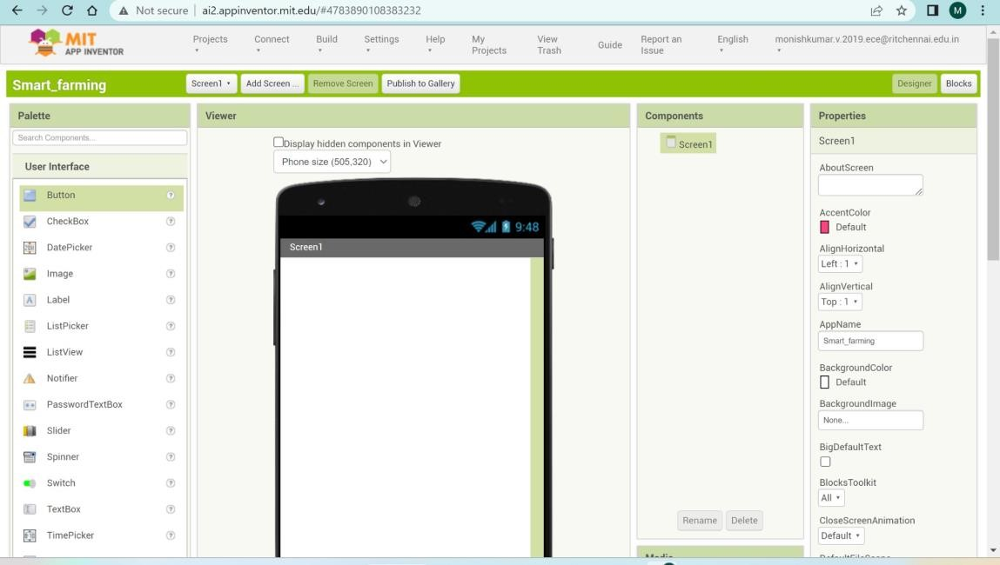 Not secure | ai2.appinventor.mit.edu/#4783890108383232
M
MIT
APP INVENTOR
Projects
Connect
Build
Settings
Help
My Projects
View Trash
Guide
Report an Issue
English
monishkumar.v.2019.ece@ritchennai.edu.in
Smart_farming
Screen1
Add Screen ...
Remove Screen
Publish to Gallery
Designer
Blocks
Palette
Search Components...
User Interface
Button
CheckBox
DatePicker
Image
Label
ListPicker
ListView
Notifier
PasswordTextBox
Slider
Spinner
Switch
TextBox
TimePicker
Viewer
Display hidden components in Viewer
Phone size (505,320)
9:48
Screen1
Components
Screen1
Rename
Delete
Media
Properties
Screen1
AboutScreen
AccentColor
Default
AlignHorizontal
Left : 1
AlignVertical
Top : 1
AppName
Smart_farming
BackgroundColor
Default
BackgroundImage
None...
BigDefaultText
BlocksToolkit
All
CloseScreenAnimation
Default
DefaultFileScope